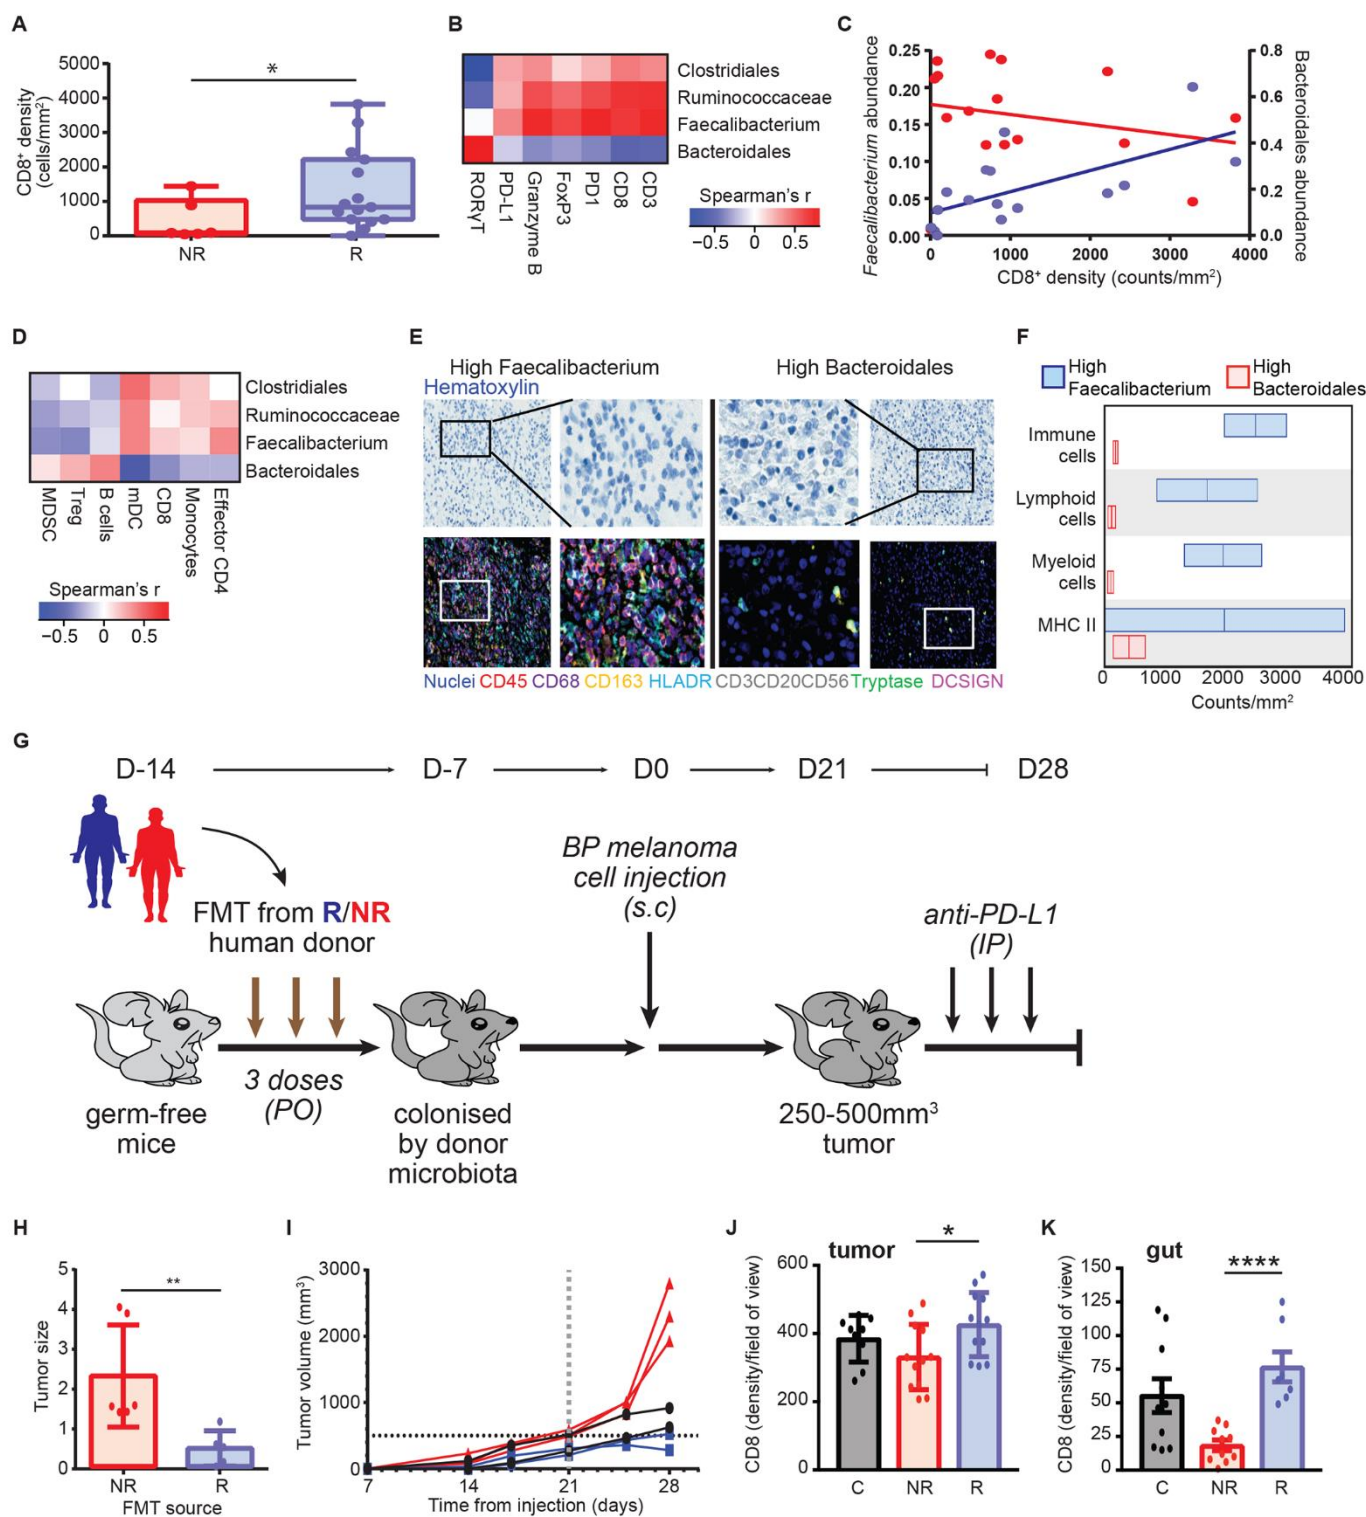 A
CD8⁺ density
(cells/mm²)
5000
4000
3000
2000
1000
0
*
NR
R
B
Clostridiales
Ruminococcaceae
Faecalibacterium
Bacteroidales
RORγT
PD-L1
Granzyme B
FoxP3
PD1
CD8
CD3
Spearman's r
−0.5 0 0.5
C
Faecalibacterium abundance
0.25
0.20
0.15
0.10
0.05
0.00
0.8
0.6
0.4
0.2
0.0
Bacteroidales abundance
0 1000 2000 3000 4000
CD8⁺ density (counts/mm²)
D
Clostridiales
Ruminococcaceae
Faecalibacterium
Bacteroidales
MDSC
Treg
B cells
mDC
CD8
Monocytes
Effector CD4
Spearman's r
−0.5 0 0.5
E
High Faecalibacterium
High Bacteroidales
Hematoxylin
Nuclei CD45 CD68 CD163 HLADR CD3CD20CD56 Tryptase DCSIGN
F
High
Faecalibacterium
High
Bacteroidales
Immune
cells
Lymphoid
cells
Myeloid
cells
MHC II
0 1000 2000 3000 4000
Counts/mm²
G
D-14 D-7 D0 D21 D28
FMT from R/NR
human donor
BP melanoma
cell injection
(s.c)
anti-PD-L1
(IP)
3 doses
(PO)
germ-free
mice
colonised
by donor
microbiota
250-500mm³
tumor
H
Tumor size
5
4
3
2
1
0
**
NR
R
FMT source
I
Tumor volume (mm³)
3000
2000
1000
0
7 14 21 28
Time from injection (days)
J
tumor
*
CD8 (density/field of view)
600
400
200
0
C NR R
K
gut
****
CD8 (density/field of view)
150
125
100
75
50
25
0
C NR R